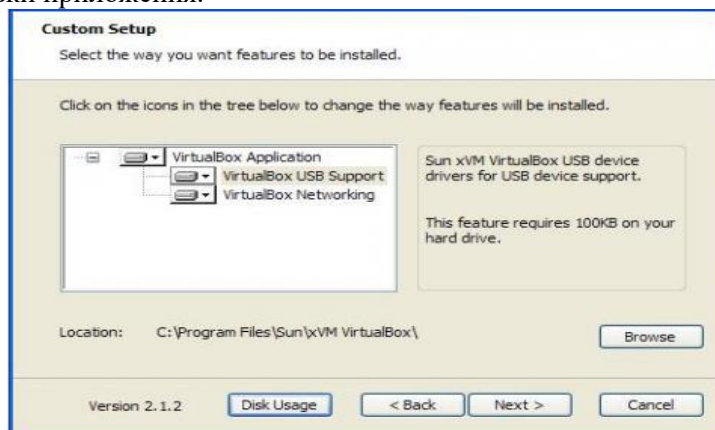 приложения.
Custom Setup
Select the way you want features to be installed.
Click on the icons in the tree below to change the way features will be installed.
VirtualBox Application
VirtualBox USB Support
VirtualBox Networking
Sun xVM VirtualBox USB device
drivers for USB device support.
This feature requires 100KB on your
hard drive.
Location: C:\Program Files\Sun\xVM VirtualBox\
Browse
Version 2.1.2 Disk Usage < Back Next > Cancel